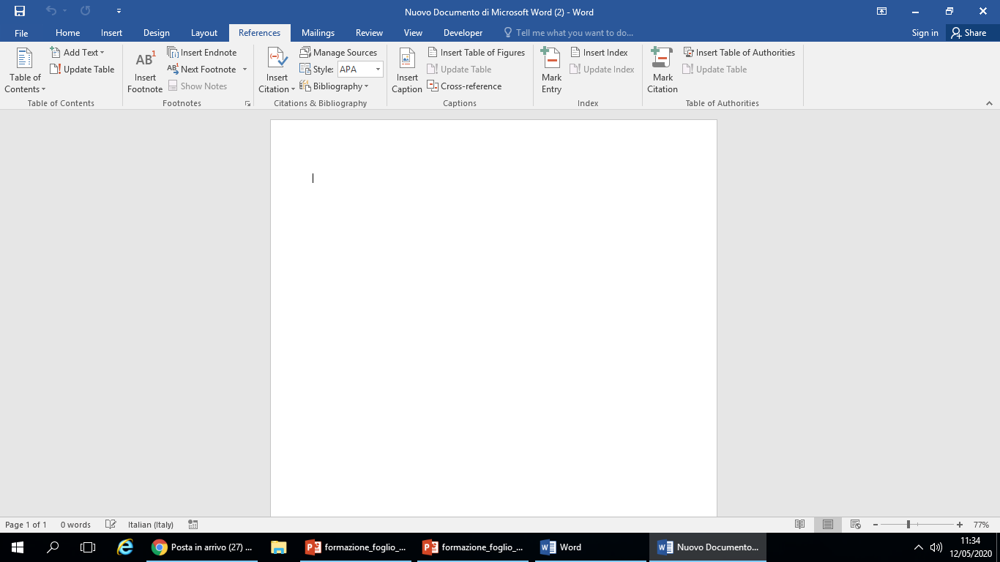 Nuovo Documento di Microsoft Word (2) - Word
File Home Insert Design Layout References Mailings Review View Developer Tell me what you want to do... Sign in Share
Table of Contents
Add Text
Update Table
Table of Contents
AB1 Insert Footnote
Insert Endnote
AB1 Next Footnote
Show Notes
Footnotes
Insert Citation
Manage Sources
Style: APA
Bibliography
Citations & Bibliography
Insert Caption
Insert Table of Figures
Update Table
Cross-reference
Captions
Mark Entry
Insert Index
Update Index
Index
Mark Citation
Insert Table of Authorities
Update Table
Table of Authorities
Page 1 of 1 0 words Italian (Italy) 77%
Posta in arrivo (27) ... formazione_foglio_... formazione_foglio_... Word Nuovo Documento...
11:34
12/05/2020